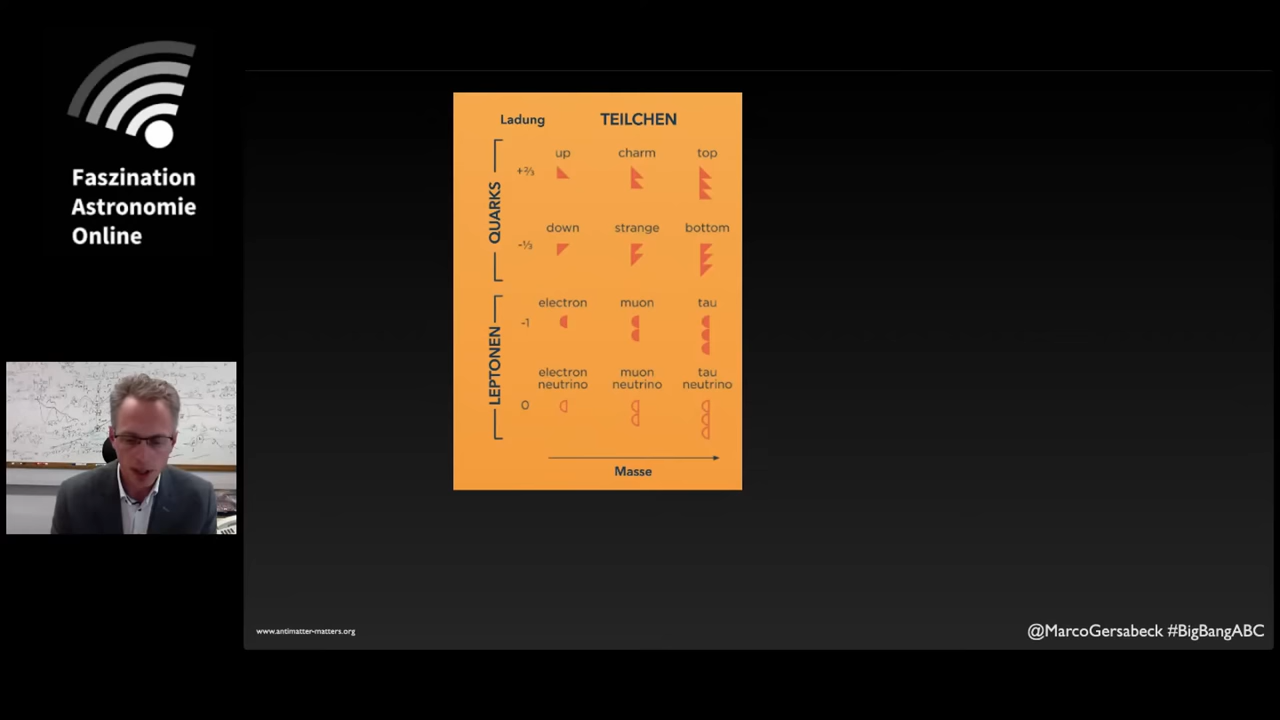 Faszination
Astronomie
Online
Ladung TEILCHEN
up charm top
+⅔
QUARKS
down strange bottom
-⅓
electron muon tau
-1
LEPTONEN
electron neutrino muon neutrino tau neutrino
0
Masse
www.antimatter-matters.org
@MarcoGersabeck #BigBangABC